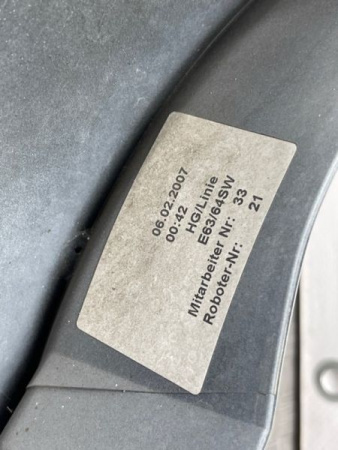 06.02.2007
00:42
HG/Linie
E63/64SW
Mitarbeiter Nr: 33
Roboter-Nr: 21